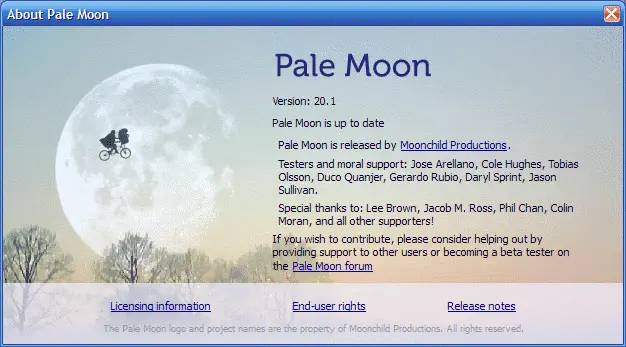 About Pale Moon
Pale Moon
Version: 20.1
Pale Moon is up to date
Pale Moon is released by Moonchild Productions.
Testers and moral support: Jose Arellano, Cole Hughes, Tobias
Olsson, Duco Quanjer, Gerardo Rubio, Daryl Sprint, Jason
Sullivan.
Special thanks to: Lee Brown, Jacob M. Ross, Phil Chan, Colin
Moran, and all other supporters!
If you wish to contribute, please consider helping out by
providing support to other users or becoming a beta tester on
the Pale Moon forum
Licensing information
End-user rights
Release notes
The Pale Moon logo and project names are the property of Moonchild Productions. All rights reserved.